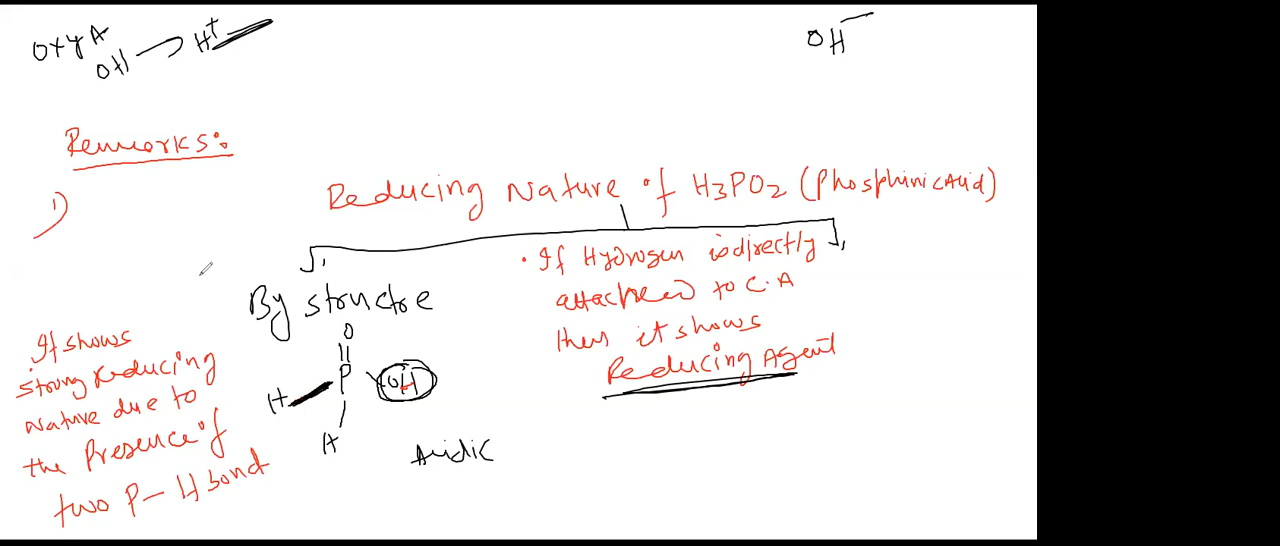 OXYA
OH → H+
OH–
Remarks:
1)
Reducing Nature of H3PO2 (Phosphinic Acid)
• If Hydrogen is directly
attached to C.A
then it shows
Reducing Agent
By structre
O
H P OH
H
Acidic
It shows
strong reducing
Nature due to
the Presence of
two P-H bond